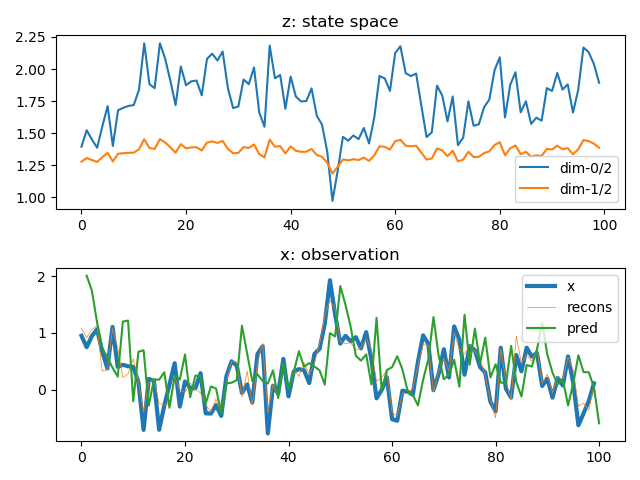 z: state space
2.25
2.00
1.75
1.50
1.25
1.00
dim-0/2
dim-1/2
0 20 40 60 80 100
x: observation
2
1
0
x
recons
pred
0 20 40 60 80 100